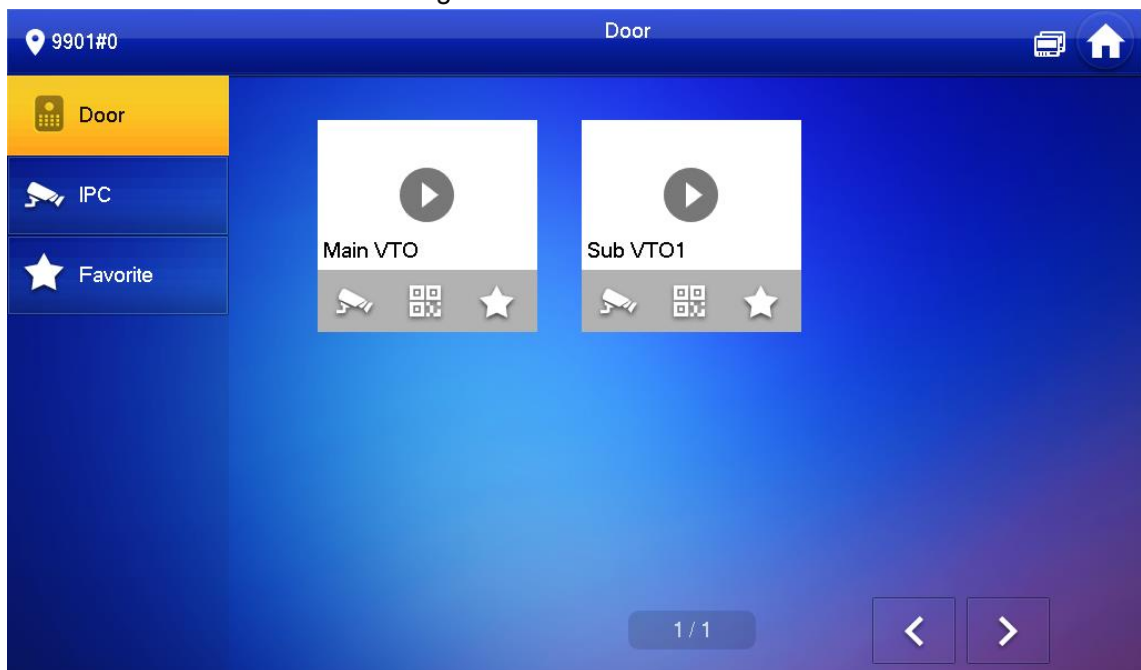 9901#0
Door
Door
IPC
Favorite
Main VTO
Sub VTO1
1 / 1